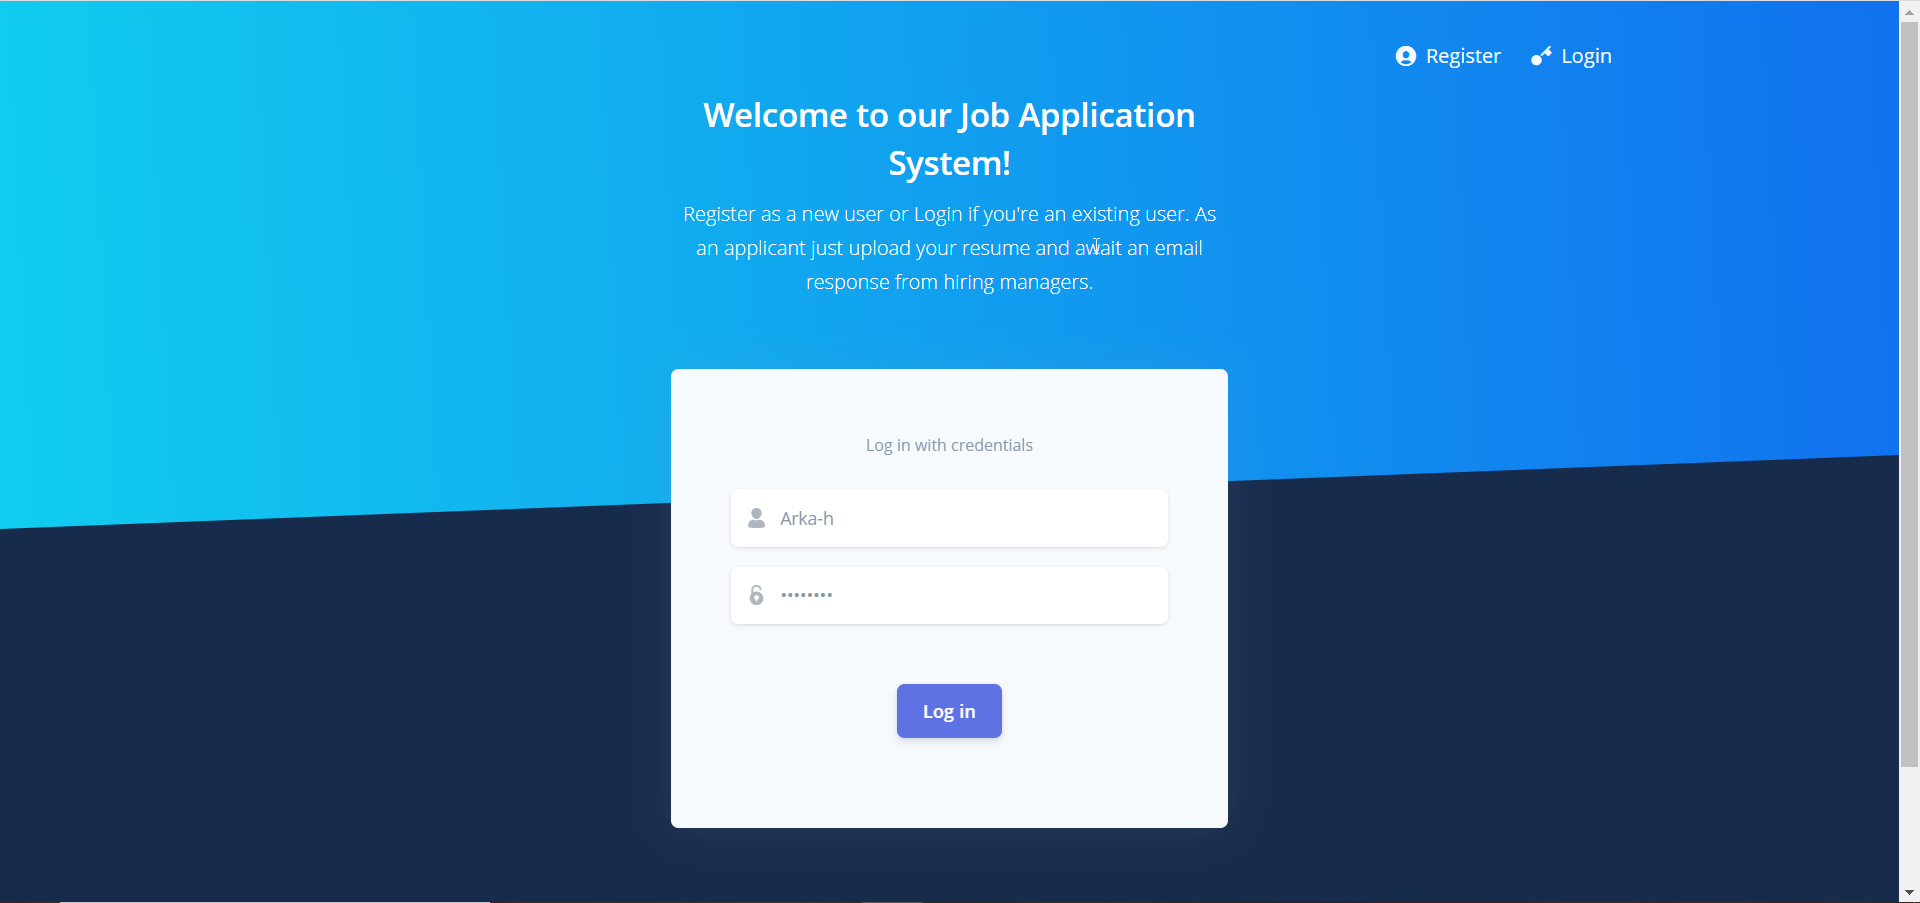 Register Login
Welcome to our Job Application
System!
Register as a new user or Login if you're an existing user. As
an applicant just upload your resume and await an email
response from hiring managers.
Log in with credentials
Arka-h
••••••••
Log in